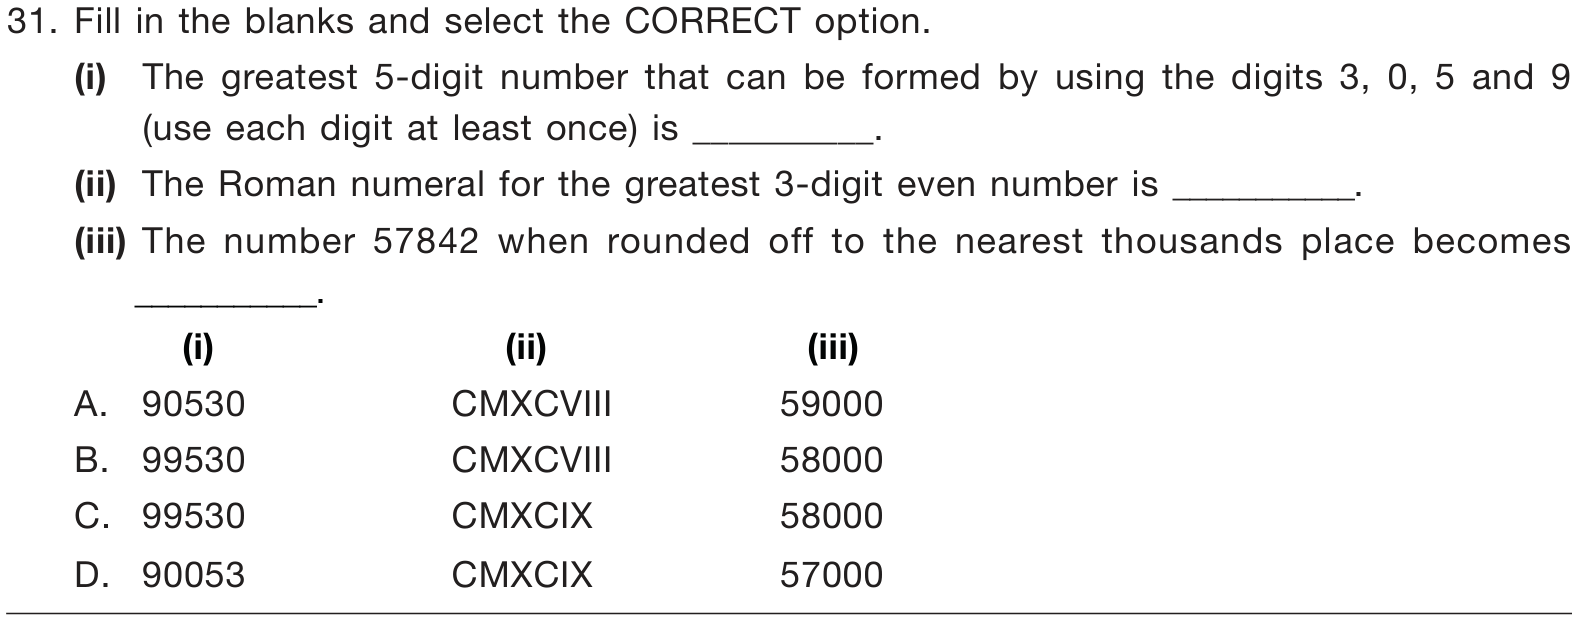 31. Fill in the blanks and select the CORRECT option.
(i) The greatest 5-digit number that can be formed by using the digits 3, 0, 5 and 9
(use each digit at least once) is __________.
(ii) The Roman numeral for the greatest 3-digit even number is __________.
(iii) The number 57842 when rounded off to the nearest thousands place becomes
__________.
(i) (ii) (iii)
A. 90530 CMXCVIII 59000
B. 99530 CMXCVIII 58000
C. 99530 CMXCIX 58000
D. 90053 CMXCIX 57000